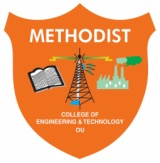 METHODIST
COLLEGE OF
ENGINEERING & TECHNOLOGY
OU